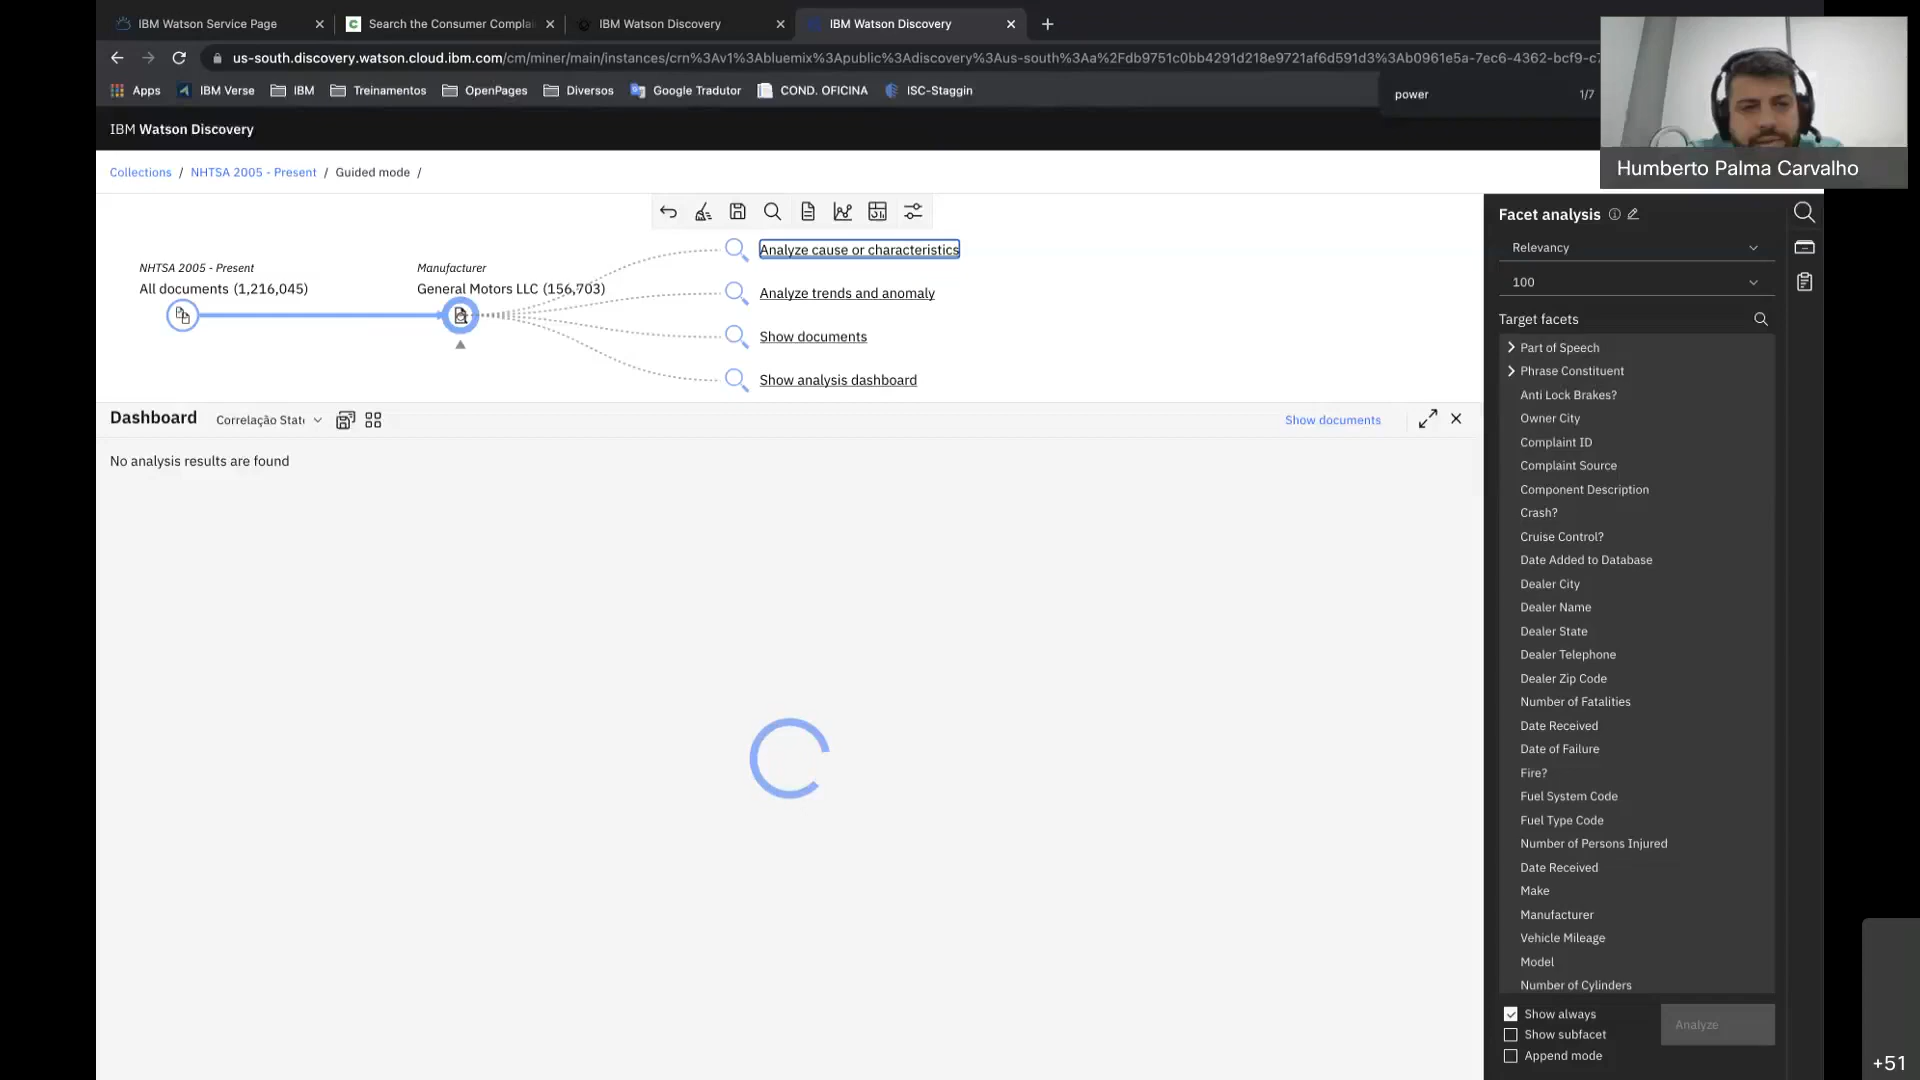 IBM Watson Service Page
Search the Consumer Complai
IBM Watson Discovery
IBM Watson Discovery
us-south.discovery.watson.cloud.ibm.com/cm/miner/main/instances/crn%3Av1%3Abluemix%3Apublic%3Adiscovery%3Aus-south%3Aa%2Fdb9751c0bb4291d218e9721af6d591d3%3Ab0961e5a-7ec6-4362-bcf9-c7
Apps
IBM Verse
IBM
Treinamentos
OpenPages
Diversos
Google Tradutor
COND. OFICINA
ISC-Staggin
power
1/7
Humberto Palma Carvalho
IBM Watson Discovery
Collections / NHTSA 2005 - Present / Guided mode /
NHTSA 2005 - Present
All documents (1,216,045)
Manufacturer
General Motors LLC (156,703)
Analyze cause or characteristics
Analyze trends and anomaly
Show documents
Show analysis dashboard
Dashboard
Correlação Stat
Show documents
No analysis results are found
Facet analysis
Relevancy
100
Target facets
Part of Speech
Phrase Constituent
Anti Lock Brakes?
Owner City
Complaint ID
Complaint Source
Component Description
Crash?
Cruise Control?
Date Added to Database
Dealer City
Dealer Name
Dealer State
Dealer Telephone
Dealer Zip Code
Number of Fatalities
Date Received
Date of Failure
Fire?
Fuel System Code
Fuel Type Code
Number of Persons Injured
Date Received
Make
Manufacturer
Vehicle Mileage
Model
Number of Cylinders
Show always
Show subfacet
Append mode
Analyze
+51